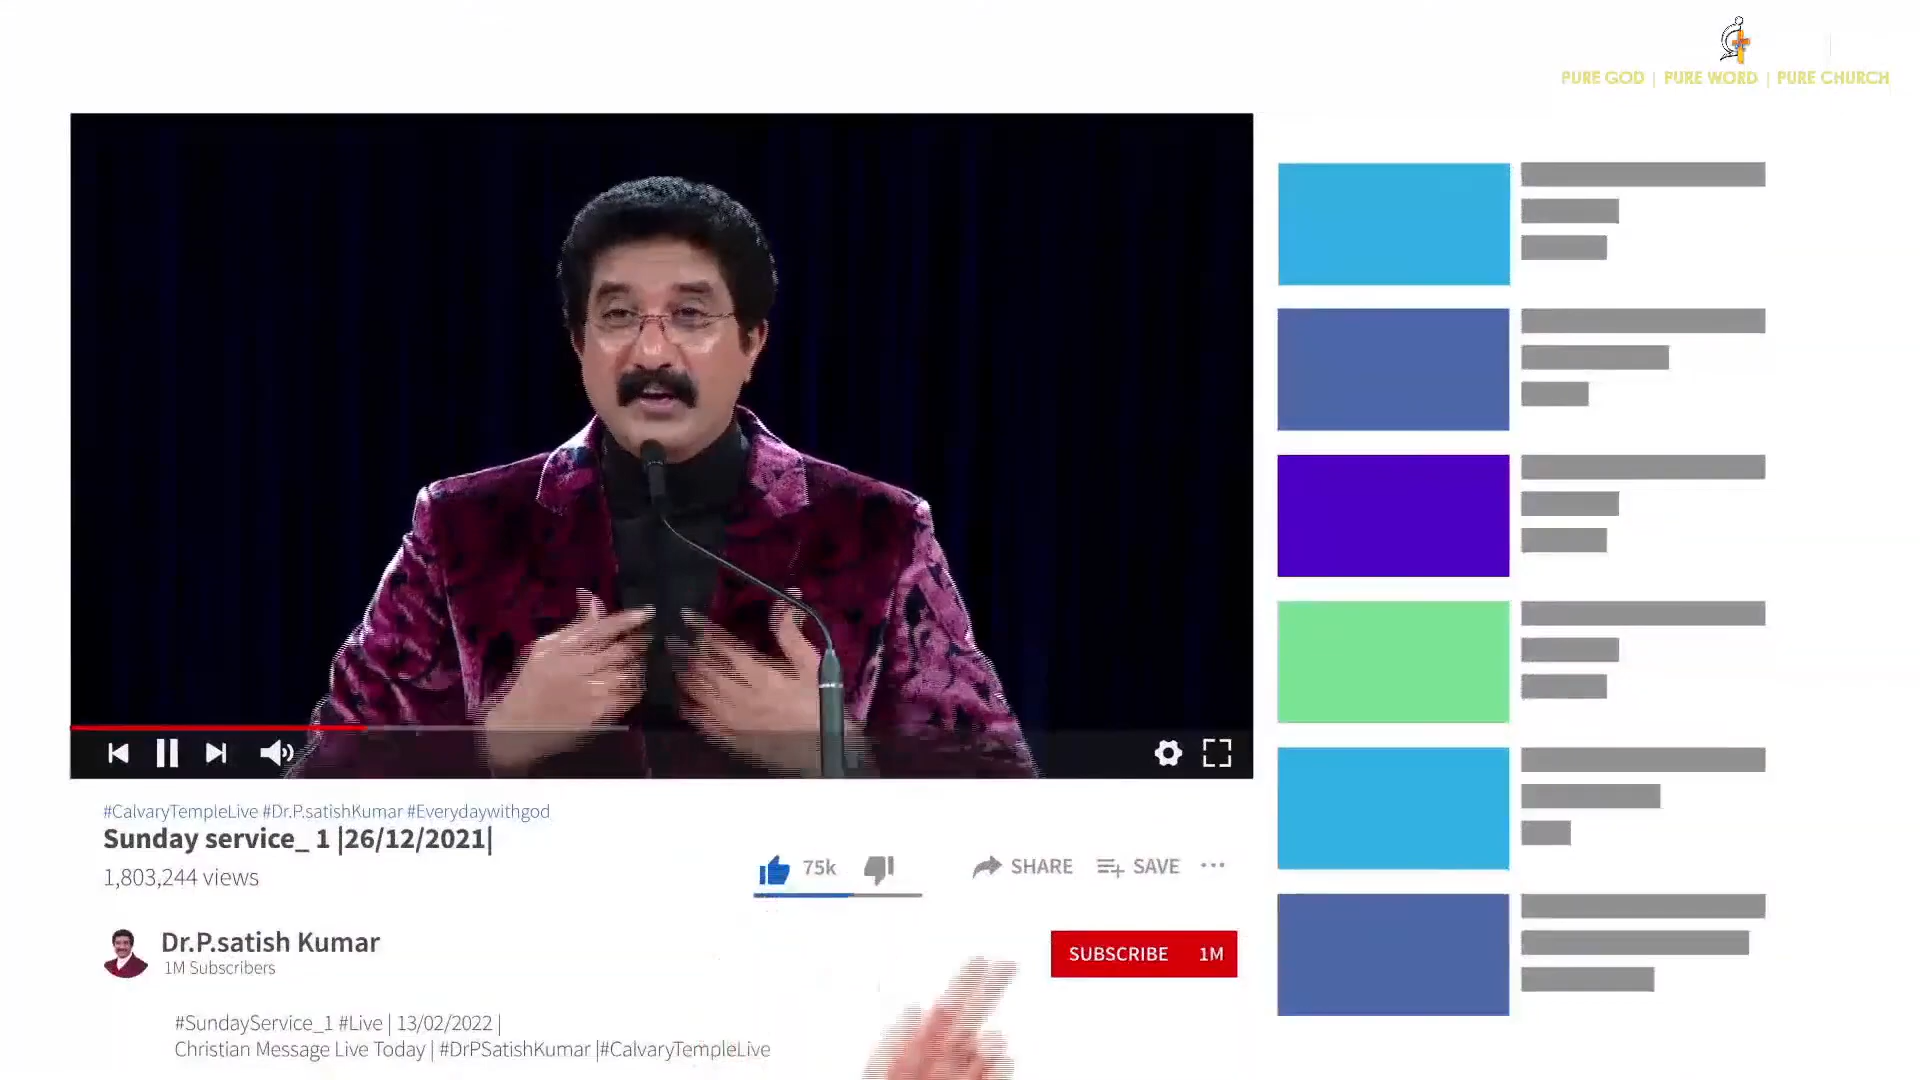 PURE GOD | PURE WORD | PURE CHURCH
#CalvaryTempleLive #Dr.P.satishKumar #Everydaywithgod
Sunday service_ 1 |26/12/2021|
1,803,244 views
75k
SHARE
SAVE
Dr.P.satish Kumar
1M Subscribers
SUBSCRIBE 1M
#SundayService_1 #Live | 13/02/2022 |
Christian Message Live Today | #DrPSatishKumar |#CalvaryTempleLive